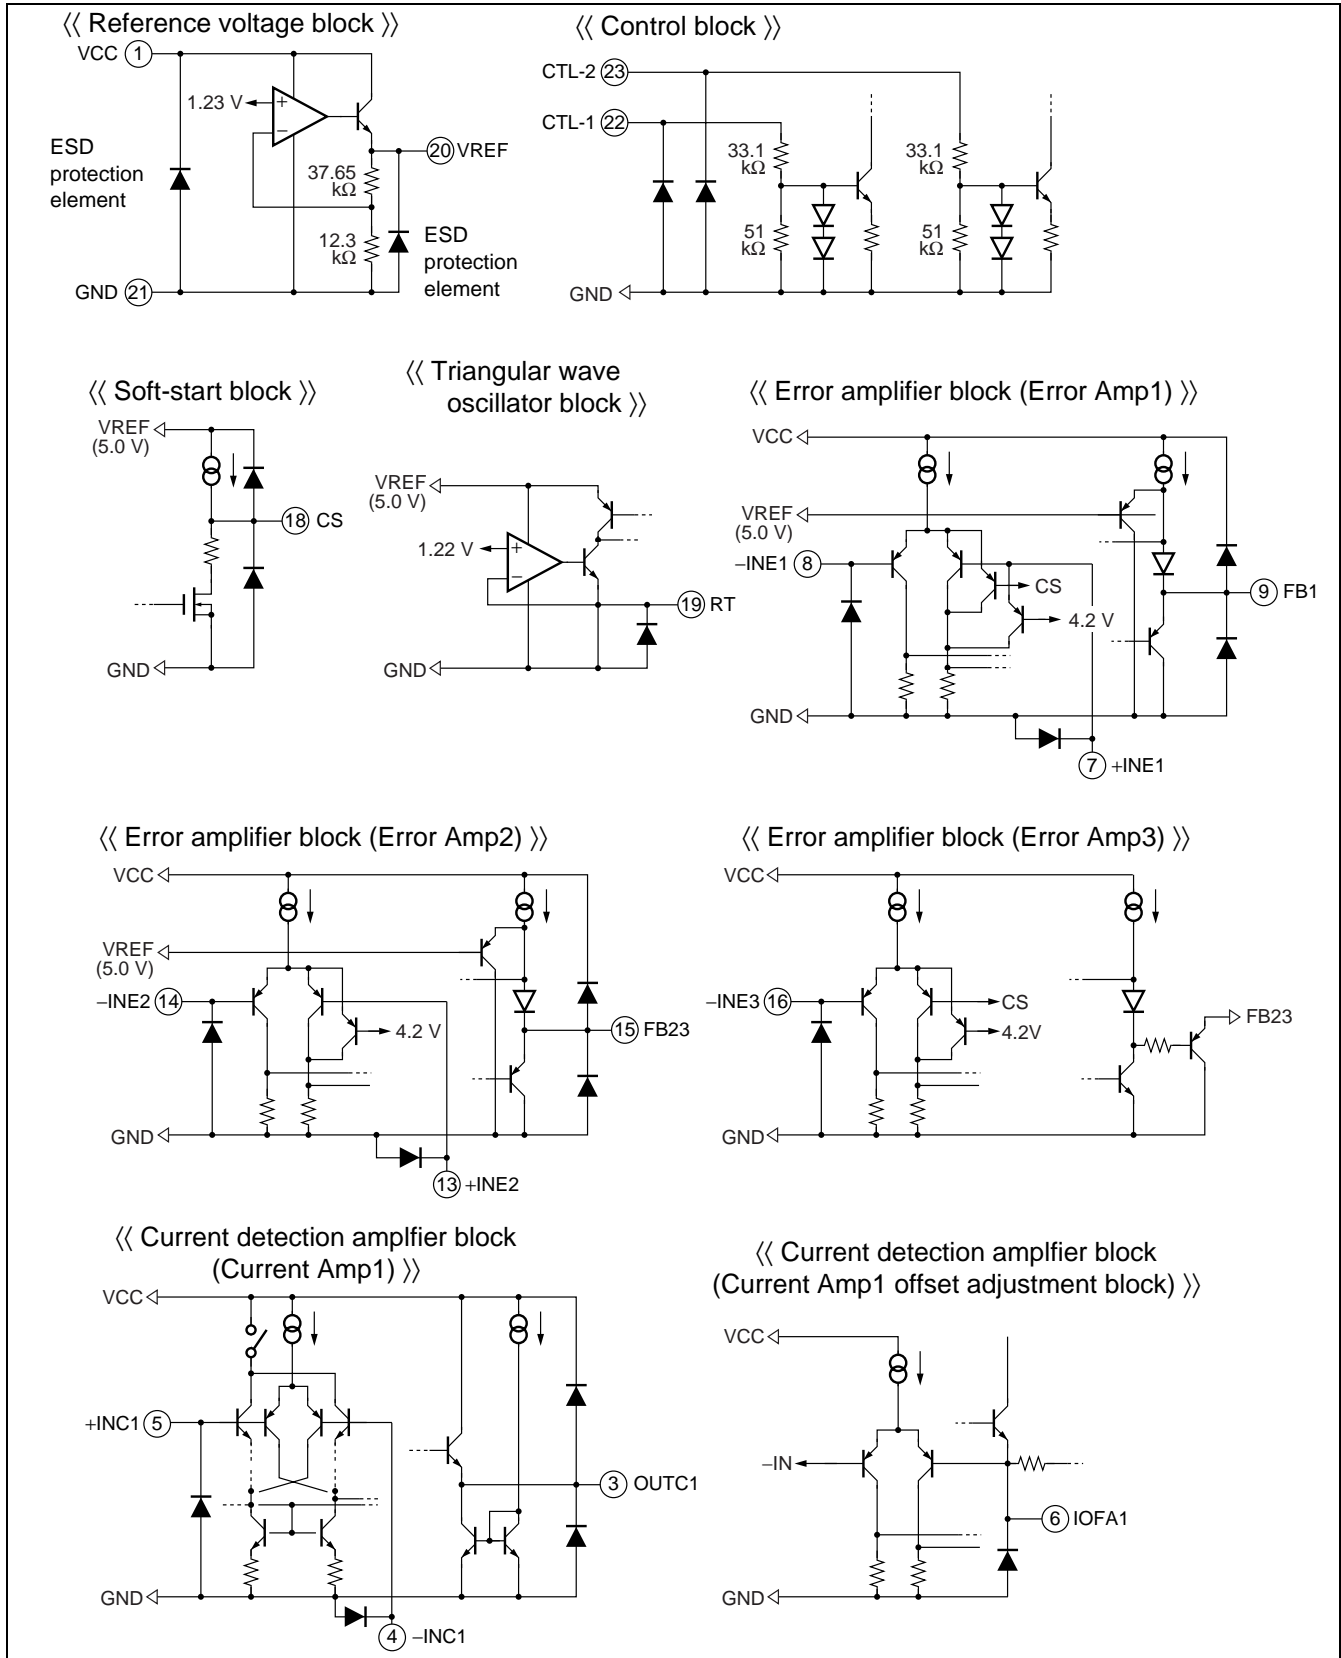 《 Reference voltage block 》
VCC 1
1.23 V
+
−
ESD
protection
element
20 VREF
37.65
kΩ
12.3
kΩ
ESD
protection
element
GND 21
《 Control block 》
CTL-2 23
CTL-1 22
33.1
kΩ
33.1
kΩ
51
kΩ
51
kΩ
GND
《 Soft-start block 》
VREF
(5.0 V)
18 CS
GND
《 Triangular wave
oscillator block 》
VREF
(5.0 V)
1.22 V
+
−
19 RT
GND
《 Error amplifier block (Error Amp1) 》
VCC
VREF
(5.0 V)
−INE1 8
CS
4.2 V
9 FB1
GND
7 +INE1
《 Error amplifier block (Error Amp2) 》
VCC
VREF
(5.0 V)
−INE2 14
4.2 V
15 FB23
GND
13 +INE2
《 Error amplifier block (Error Amp3) 》
VCC
−INE3 16
CS
4.2V
FB23
GND
《 Current detection amplfier block
(Current Amp1) 》
VCC
+INC1 5
3 OUTC1
GND
4 −INC1
《 Current detection amplfier block
(Current Amp1 offset adjustment block) 》
VCC
−IN
6 IOFA1
GND